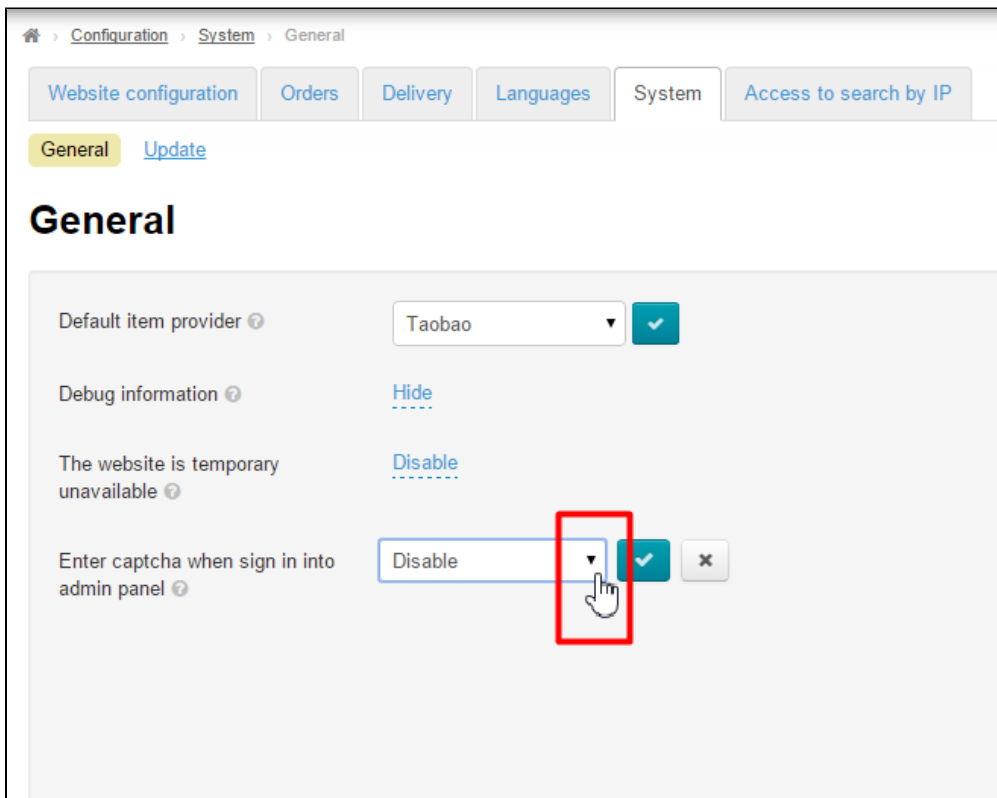 Configuration › System › General
Website configuration Orders Delivery Languages System Access to search by IP
General Update
General
Default item provider Taobao
Debug information Hide
The website is temporary
unavailable
Disable
Enter captcha when sign in into
admin panel
Disable